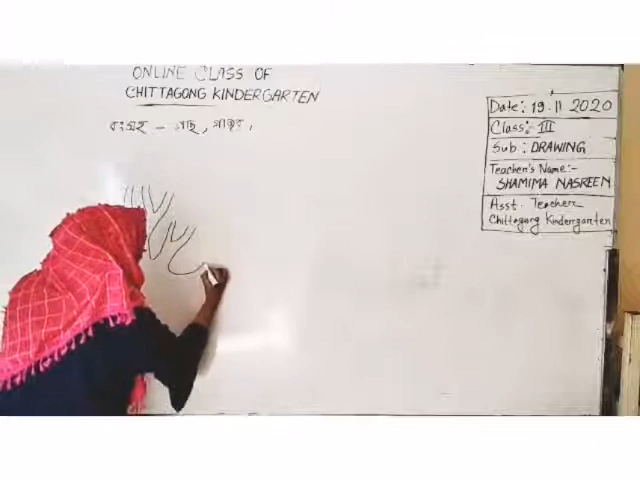 ONLINE CLASS OF
CHITTAGONG KINDERGARTEN
রংসহ – গাছ, পাতুর,
Date: 19.11 2020
Class:- III
Sub : DRAWING
Teacher's Name:-
SHAMIMA NASREEN
Asst. Teacher
Chittagong Kindergarten